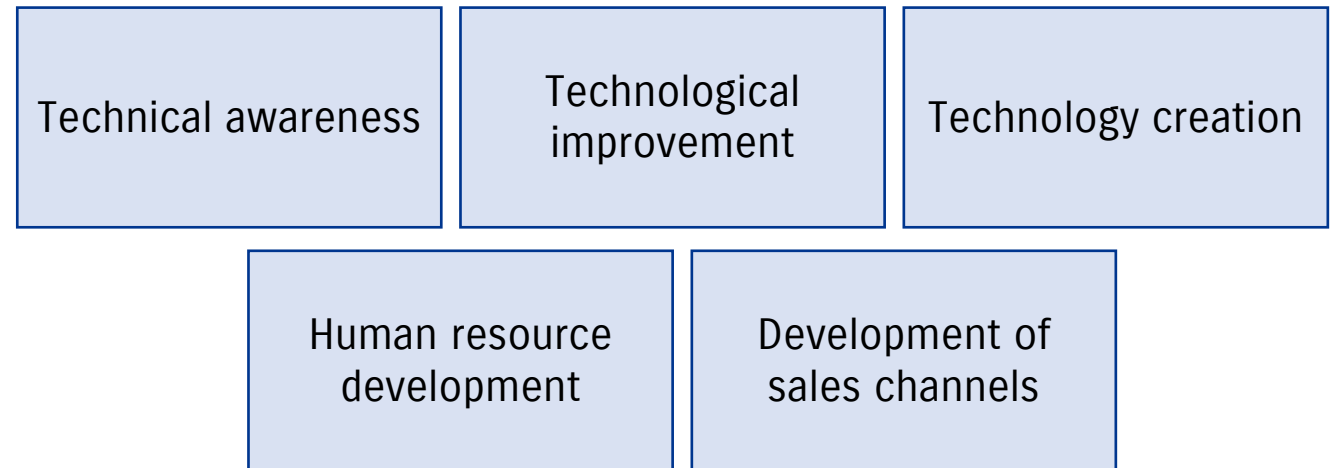 Technical awareness
Technological
improvement
Technology creation
Human resource
development
Development of
sales channels